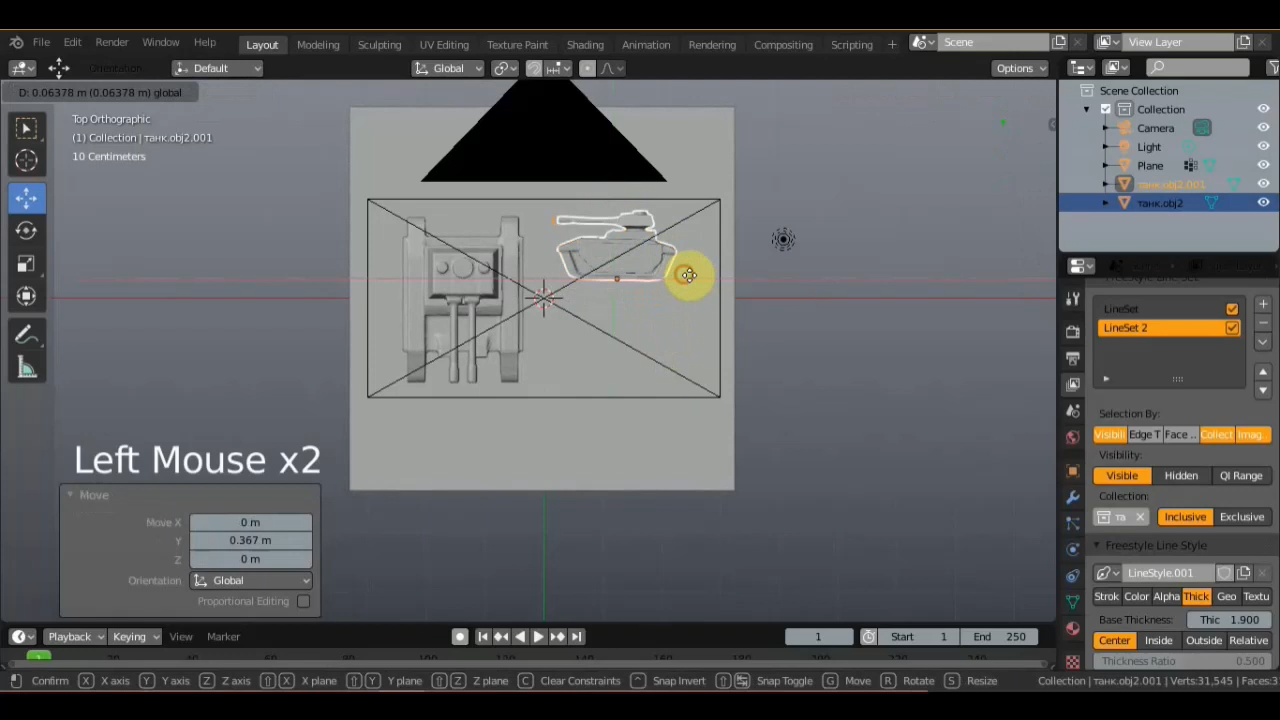 File Edit Render Window Help Layout Modeling Sculpting UV Editing Texture Paint Shading Animation Rendering Compositing Scripting + Scene View Layer
Orientation Default Global Options
D: 0.06378 m (0.06378 m) global
Top Orthographic
(1) Collection | танк.obj2.001
10 Centimeters
Scene Collection
Collection
Camera
Light
Plane
танк.obj2.001
танк.obj2
LineSet
LineSet 2
Selection By:
Visibili Edge T Face .. Collect Imag.
Visibility:
Visible Hidden QI Range
Collection:
та Inclusive Exclusive
Freestyle Line Style
LineStyle.001
Strok Color Alpha Thick Geo Textu
Base Thickness: Thic 1.900
Center Inside Outside Relative
Thickness Ratio 0.500
Left Mouse x2
Move
Move X 0 m
Y 0.367 m
Z 0 m
Orientation Global
Proportional Editing
Playback Keying View Marker 1 Start 1 End 250
Confirm X X axis Y Y axis Z Z axis X X plane Y Y plane Z Z plane C Clear Constraints ^ Snap Invert Snap Toggle G Move R Rotate S Resize Collection | танк.obj2.001 | Verts:31,545 | Faces:3